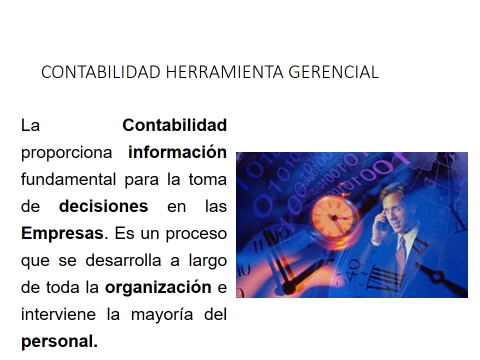 CONTABILIDAD HERRAMIENTA GERENCIAL
La Contabilidad
proporciona información
fundamental para la toma
de decisiones en las
Empresas. Es un proceso
que se desarrolla a largo
de toda la organización e
interviene la mayoría del
personal.